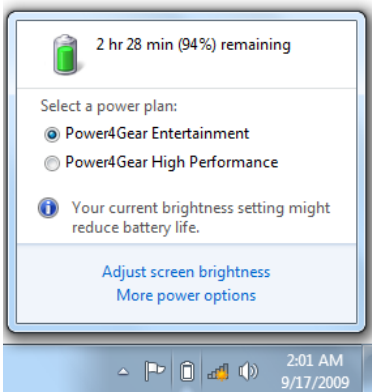 2 hr 28 min (94%) remaining
Select a power plan:
Power4Gear Entertainment
Power4Gear High Performance
Your current brightness setting might
reduce battery life.
Adjust screen brightness
More power options
2:01 AM
9/17/2009